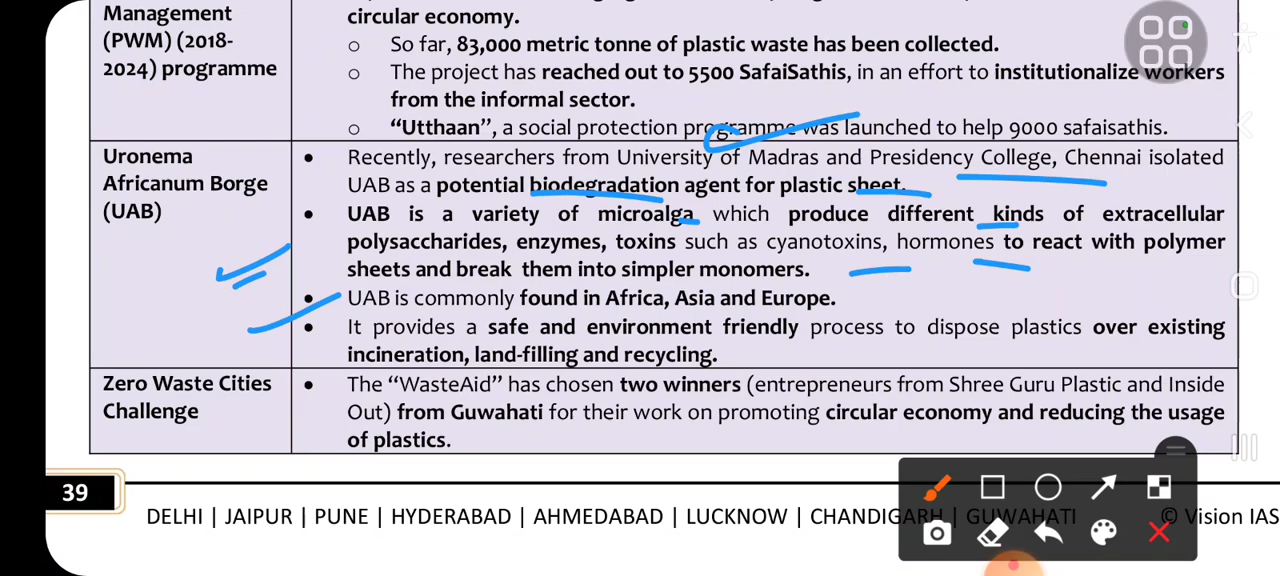 Management
(PWM) (2018-
2024) programme
circular economy.
o So far, 83,000 metric tonne of plastic waste has been collected.
o The project has reached out to 5500 SafaiSathis, in an effort to institutionalize workers
from the informal sector.
o “Utthaan”, a social protection programme was launched to help 9000 safaisathis.
Uronema
Africanum Borge
(UAB)
• Recently, researchers from University of Madras and Presidency College, Chennai isolated
UAB as a potential biodegradation agent for plastic sheet.
• UAB is a variety of microalga which produce different kinds of extracellular
polysaccharides, enzymes, toxins such as cyanotoxins, hormones to react with polymer
sheets and break them into simpler monomers.
• UAB is commonly found in Africa, Asia and Europe.
• It provides a safe and environment friendly process to dispose plastics over existing
incineration, land-filling and recycling.
Zero Waste Cities
Challenge
• The “WasteAid” has chosen two winners (entrepreneurs from Shree Guru Plastic and Inside
Out) from Guwahati for their work on promoting circular economy and reducing the usage
of plastics.
39
DELHI | JAIPUR | PUNE | HYDERABAD | AHMEDABAD | LUCKNOW | CHANDIGARH | GUWAHATI
© Vision IAS